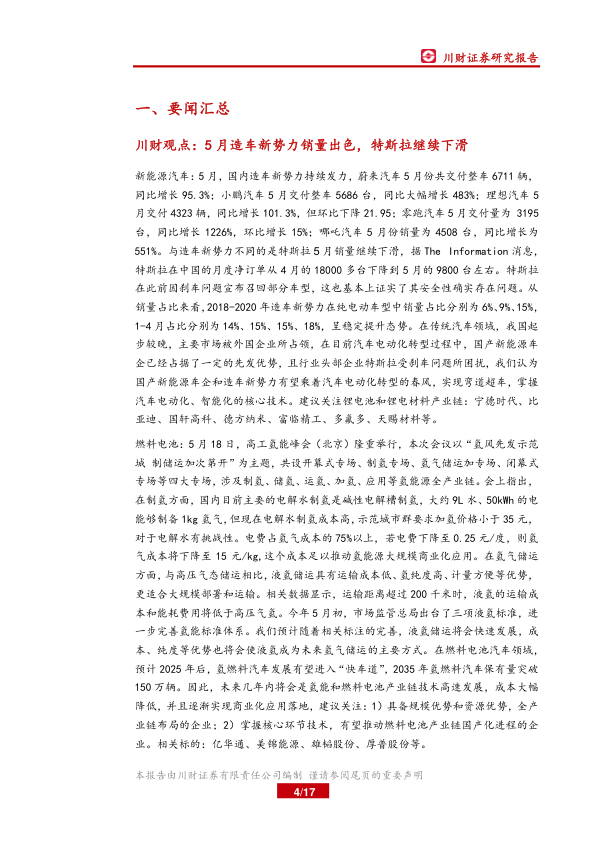 川财证券研究报告
一、要闻汇总
川财观点：5 月造车新势力销量出色，特斯拉继续下滑
新能源汽车：5 月，国内造车新势力持续发力，蔚来汽车 5 月份共交付整车 6711 辆，
同比增长 95.3%；小鹏汽车 5 月交付整车 5686 台，同比大幅增长 483%；理想汽车 5
月交付 4323 辆，同比增长 101.3%，但环比下降 21.95；零跑汽车 5 月交付量为 3195
台，同比增长 1226%，环比增长 15%；哪吒汽车 5 月份销量为 4508 台，同比增长为
551%。与造车新势力不同的是特斯拉 5 月销量继续下滑，据 The Information 消息，
特斯拉在中国的月度净订单从 4 月的 18000 多台下降到 5 月的 9800 台左右。特斯拉
在此前因刹车问题宣布召回部分车型，这也基本上证实了其安全性确实存在问题。从
销量占比来看，2018-2020 年造车新势力在纯电动车型中销量占比分别为 6%、9%、15%，
1-4 月占比分别为 14%、15%、15%、18%，呈稳定提升态势。在传统汽车领域，我国起
步较晚，主要市场被外国企业所占领，在目前汽车电动化转型过程中，国产新能源车
企已经占据了一定的先发优势，且行业头部企业特斯拉受刹车问题所困扰，我们认为
国产新能源车企和造车新势力有望乘着汽车电动化转型的春风，实现弯道超车，掌握
汽车电动化、智能化的核心技术。建议关注锂电池和锂电材料产业链：宁德时代、比
亚迪、国轩高科、德方纳米、富临精工、多氟多、天赐材料等。
燃料电池：5 月 18 日，高工氢能峰会（北京）隆重举行，本次会议以“氢风先发示范
城 制储运加次第开”为主题，共设开幕式专场、制氢专场、氢气储运加专场、闭幕式
专场等四大专场，涉及制氢、储氢、运氢、加氢、应用等氢能源全产业链。会上指出，
在制氢方面，国内目前主要的电解水制氢是碱性电解槽制氢，大约 9L 水、50kWh 的电
能够制备 1kg 氢气，但现在电解水制氢成本高，示范城市群要求加氢价格小于 35 元，
对于电解水有挑战性。电费占氢气成本的 75%以上，若电费下降至 0.25 元/度，则氢
气成本将下降至 15 元/kg，这个成本足以推动氢能源大规模商业化应用。在氢气储运
方面，与高压气态储运相比，液氢储运具有运输成本低、氢纯度高、计量方便等优势，
更适合大规模部署和运输。相关数据显示，运输距离超过 200 千米时，液氢的运输成
本和能耗费用将低于高压气氢。今年 5 月初，市场监管总局出台了三项液氢标准，进
一步完善氢能标准体系。我们预计随着相关标注的完善，液氢储运将会快速发展，成
本、纯度等优势也将会使液氢成为未来氢气储运的主要方式。在燃料电池汽车领域，
预计 2025 年后，氢燃料汽车发展有望进入“快车道”，2035 年氢燃料汽车保有量突破
150 万辆。因此，未来几年内将会是氢能和燃料电池产业链技术高速发展，成本大幅
降低，并且逐渐实现商业化应用落地，建议关注：1）具备规模优势和资源优势，全产
业链布局的企业；2）掌握核心环节技术，有望推动燃料电池产业链国产化进程的企
业。相关标的：亿华通、美锦能源、雄韬股份、厚普股份等。
本报告由川财证券有限责任公司编制 谨请参阅尾页的重要声明
4/17